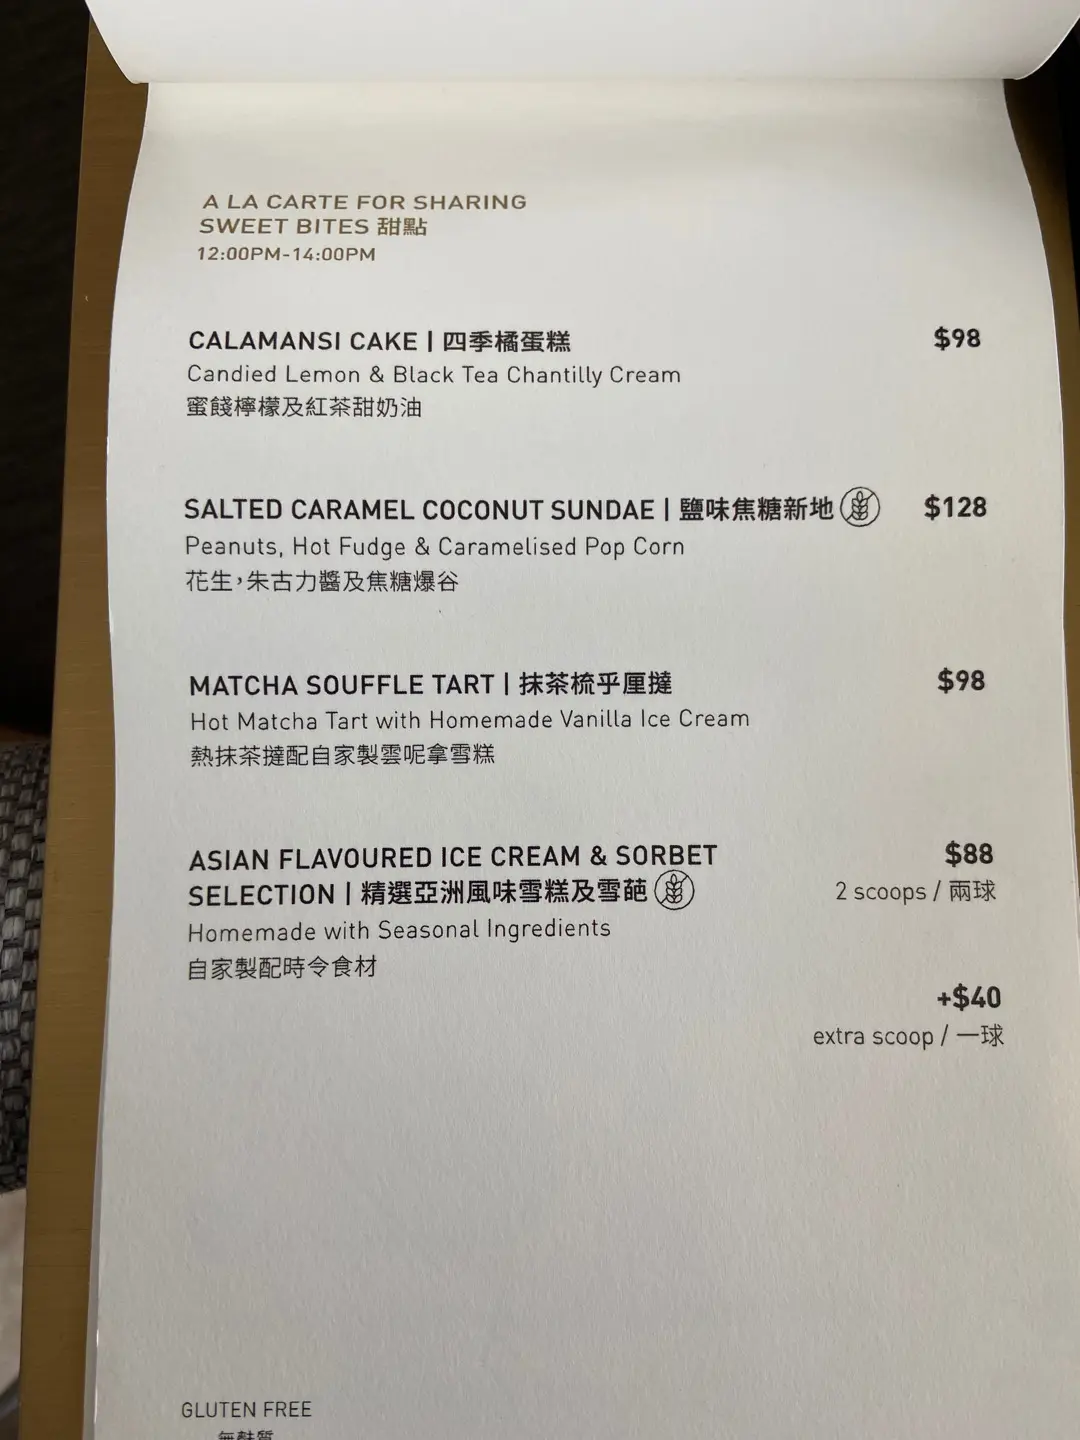 A LA CARTE FOR SHARING
SWEET BITES 甜點
12:00PM-14:00PM
CALAMANSI CAKE | 四季橘蛋糕 $98
Candied Lemon & Black Tea Chantilly Cream
蜜餞檸檬及紅茶甜奶油
SALTED CARAMEL COCONUT SUNDAE | 鹽味焦糖新地 $128
Peanuts, Hot Fudge & Caramelised Pop Corn
花生，朱古力醬及焦糖爆谷
MATCHA SOUFFLE TART | 抹茶梳乎厘撻 $98
Hot Matcha Tart with Homemade Vanilla Ice Cream
熱抹茶撻配自家製雲呢拿雪糕
ASIAN FLAVOURED ICE CREAM & SORBET $88
SELECTION | 精選亞洲風味雪糕及雪葩 2 scoops / 兩球
Homemade with Seasonal Ingredients
自家製配時令食材
+$40
extra scoop / 一球
GLUTEN FREE
無麩質